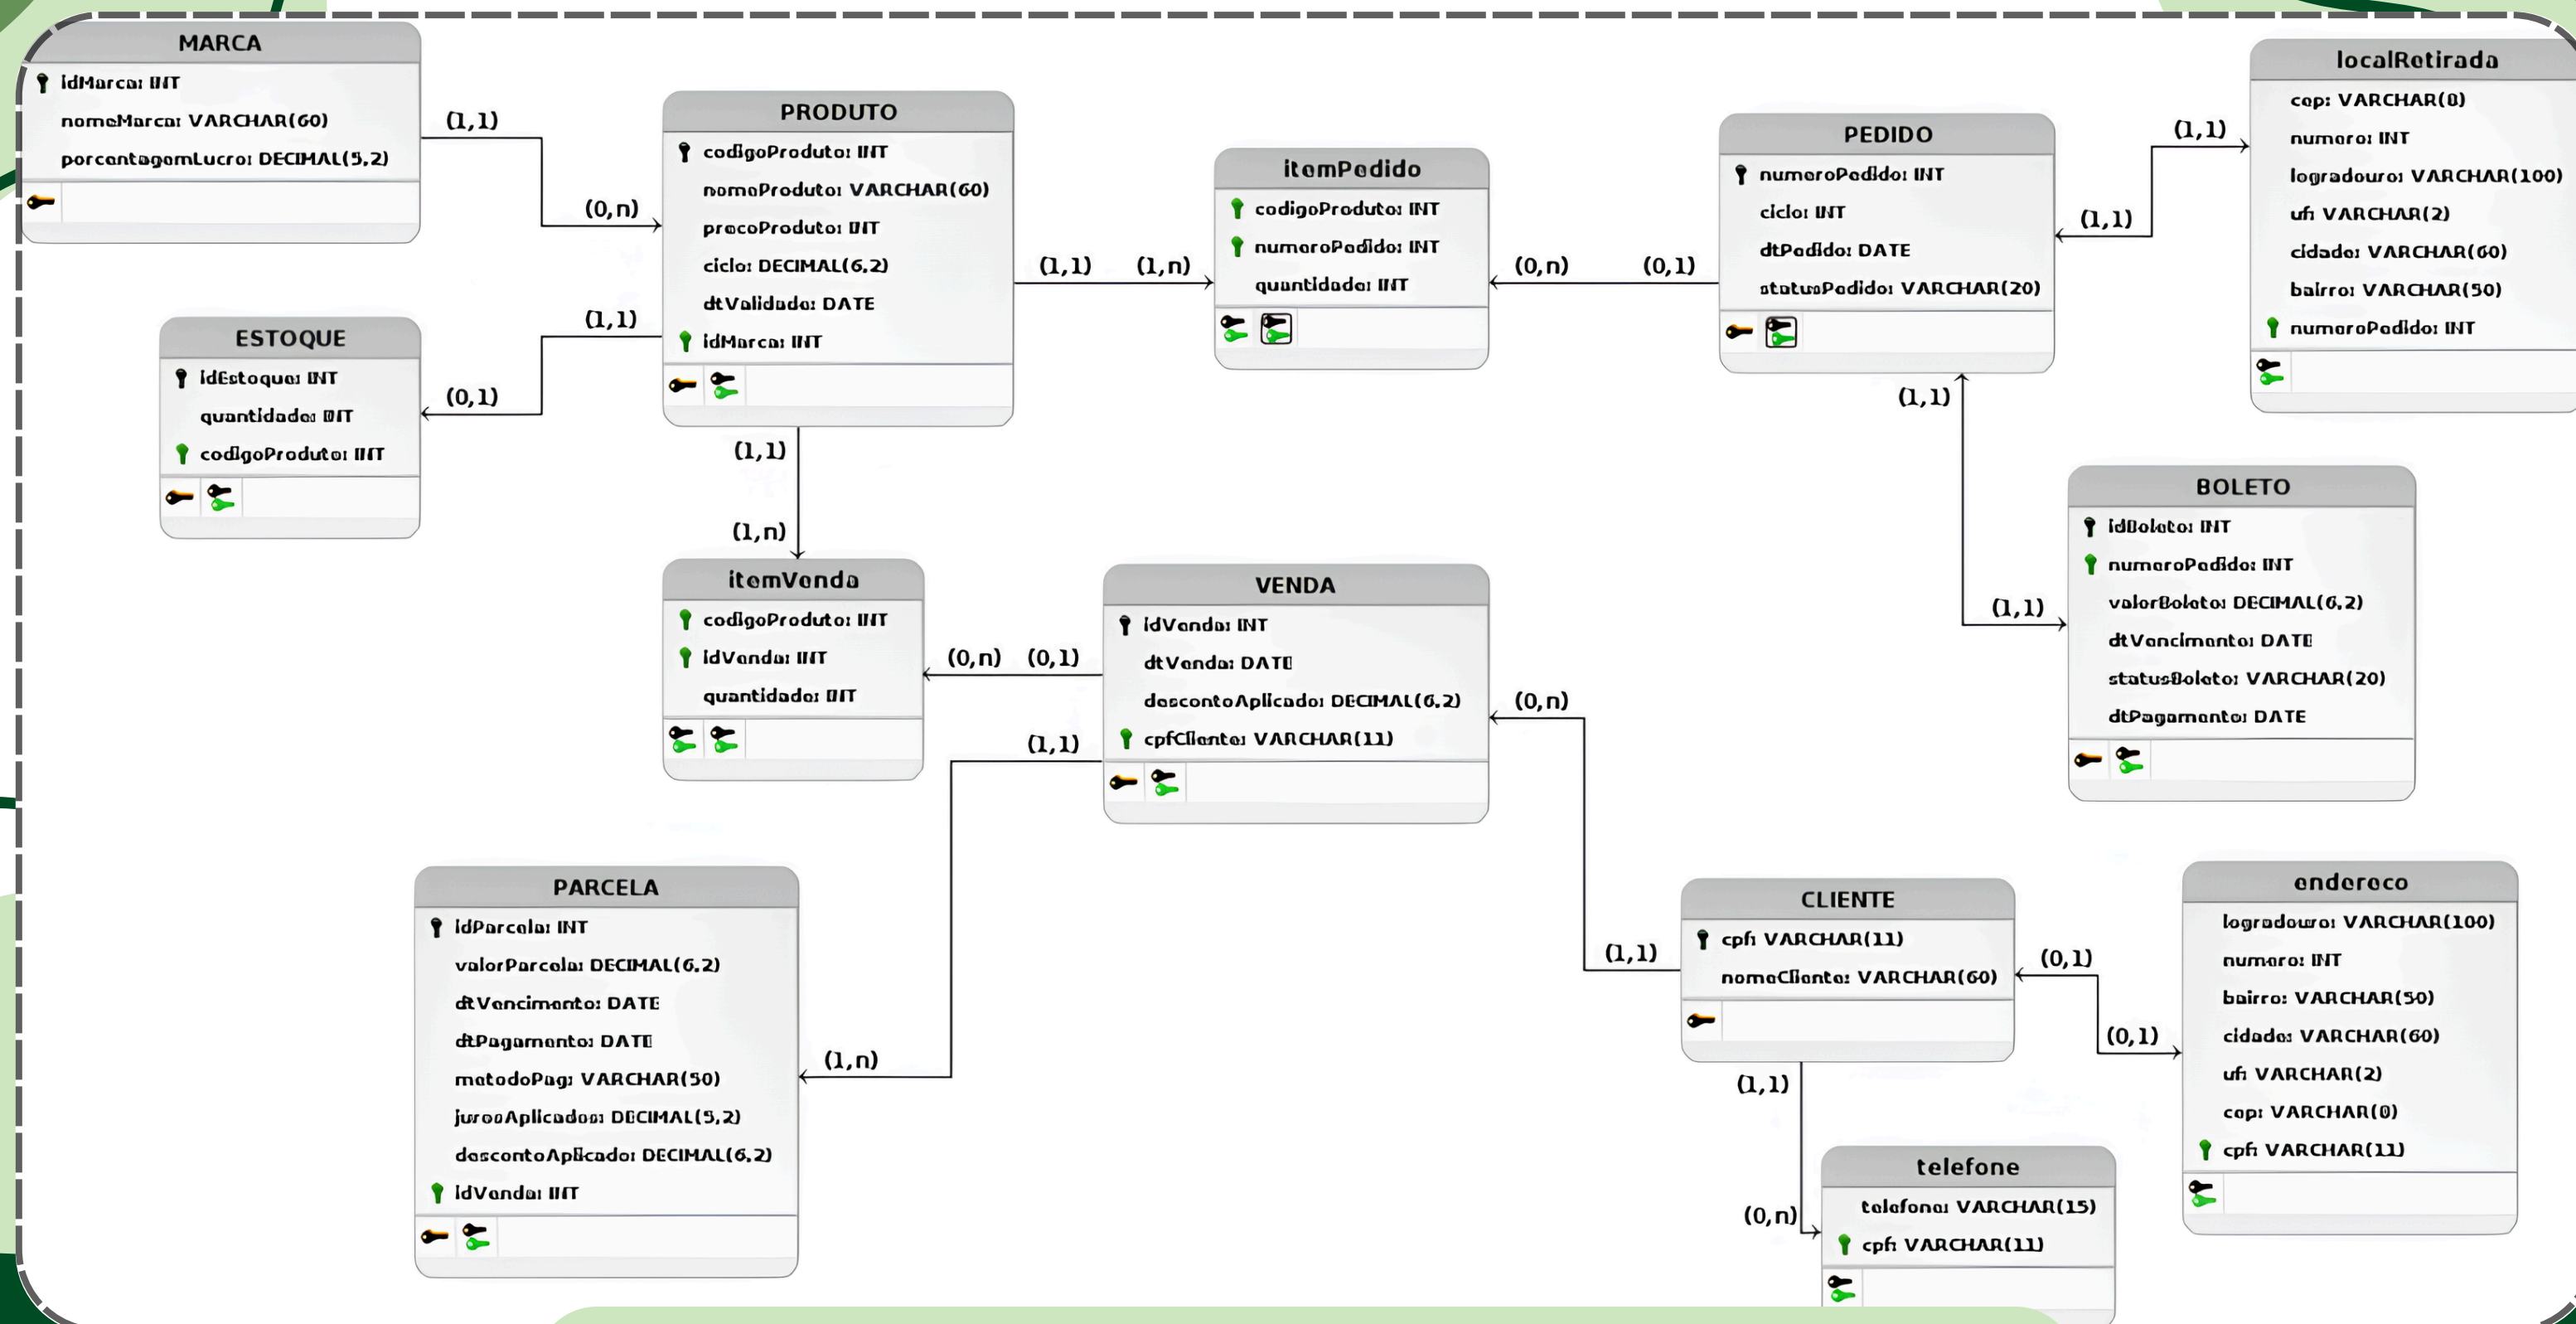 MARCA
idMarca: INT
nomeMarca: VARCHAR(60)
porcentagemLucro: DECIMAL(5,2)
(1,1)
(0,n)
PRODUTO
codigoProduto: INT
nomeProduto: VARCHAR(60)
precoProduto: INT
ciclo: DECIMAL(6,2)
dtValidade: DATE
idMarca: INT
(1,1)
(0,1)
ESTOQUE
idEstoque: INT
quantidade: INT
codigoProduto: INT
(1,1)
(1,n)
itemPedido
codigoProduto: INT
numeroPedido: INT
quantidade: INT
(0,n)
(0,1)
PEDIDO
numeroPedido: INT
ciclo: INT
dtPedido: DATE
statusPedido: VARCHAR(20)
(1,1)
(1,1)
localRetirada
cep: VARCHAR(8)
numero: INT
logradouro: VARCHAR(100)
uf: VARCHAR(2)
cidade: VARCHAR(60)
bairro: VARCHAR(50)
numeroPedido: INT
(1,1)
(1,1)
BOLETO
idBoleto: INT
numeroPedido: INT
valorBoleto: DECIMAL(6,2)
dtVencimento: DATE
statusBoleto: VARCHAR(20)
dtPagamento: DATE
(1,1)
(1,n)
itemVenda
codigoProduto: INT
idVenda: INT
quantidade: INT
(0,n)
(0,1)
VENDA
idVenda: INT
dtVenda: DATE
descontoAplicado: DECIMAL(6,2)
cpfCliente: VARCHAR(11)
(1,1)
(1,n)
PARCELA
idParcela: INT
valorParcela: DECIMAL(6,2)
dtVencimento: DATE
dtPagamento: DATE
metodoPag: VARCHAR(50)
jurosAplicados: DECIMAL(5,2)
descontoAplicado: DECIMAL(6,2)
idVenda: INT
(0,n)
(1,1)
CLIENTE
cpf: VARCHAR(11)
nomeCliente: VARCHAR(60)
(0,1)
(0,1)
endereco
logradouro: VARCHAR(100)
numero: INT
bairro: VARCHAR(50)
cidade: VARCHAR(60)
uf: VARCHAR(2)
cep: VARCHAR(8)
cpf: VARCHAR(11)
(1,1)
(0,n)
telefone
telefone: VARCHAR(15)
cpf: VARCHAR(11)